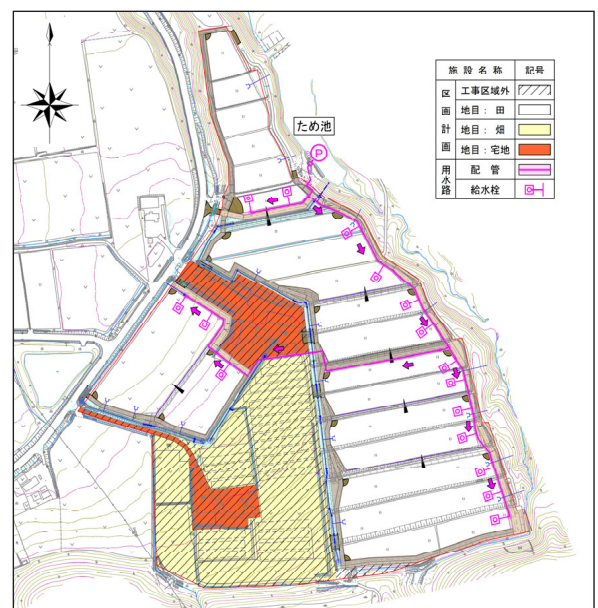 施設名称 記号
区画計画
工事区域外
地目：田
地目：畑
地目：宅地
用水路
配管
給水栓
ため池
P